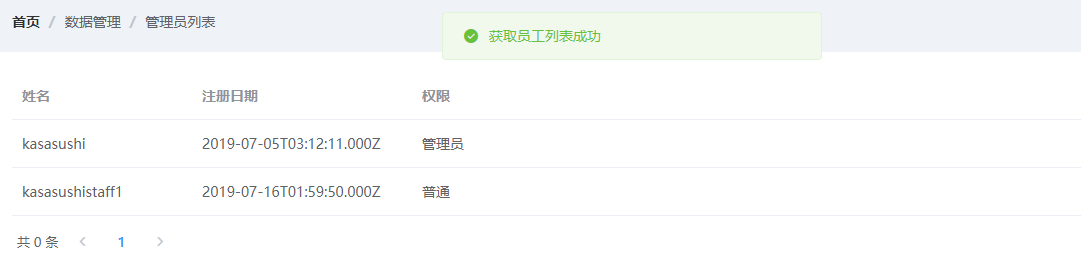 首页 / 数据管理 / 管理员列表
获取员工列表成功
姓名 注册日期 权限
kasasushi 2019-07-05T03:12:11.000Z 管理员
kasasushistaff1 2019-07-16T01:59:50.000Z 普通
共 0 条 < 1 >